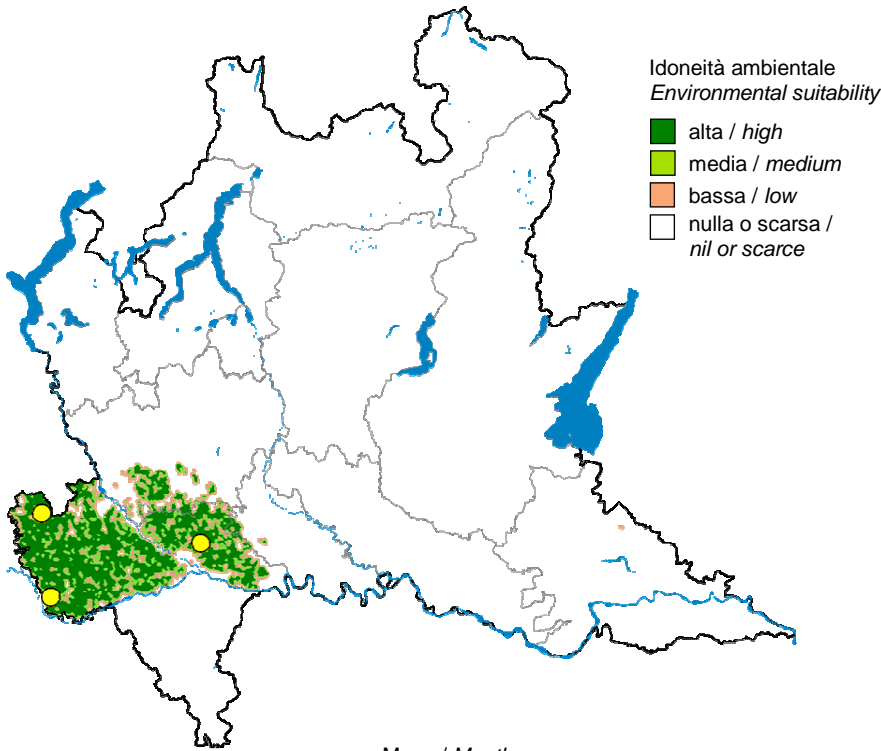 Idoneità ambientale
Environmental suitability
alta / high
media / medium
bassa / low
nulla o scarsa /
nil or scarce